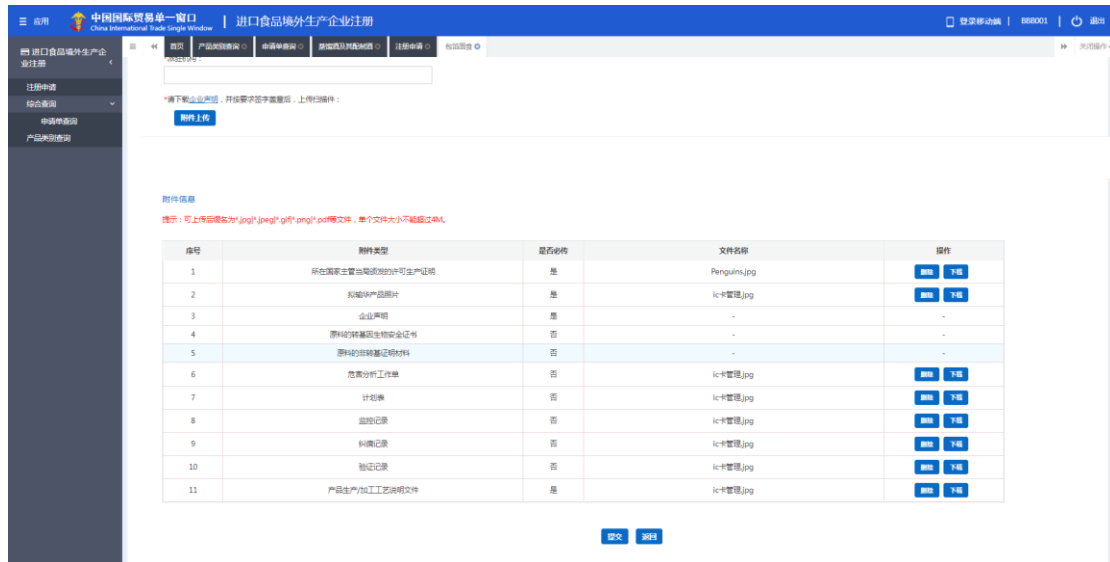 应用
中国国际贸易单一窗口
China International Trade Single Window
进口食品境外生产企业注册
登录移动端 | BBB001 | 退出
进口食品境外生产企业注册
首页 产品类别查询 申请单查询 蒸馏酒及其配制酒 注册申请
注册申请
综合查询
申请单查询
产品类别查询
*请下载企业声明，并按要求签字盖章后，上传扫描件：
附件上传
附件信息
提示：可上传后缀名为*.jpg|*.jpeg|*.gif|*.png|*.pdf等文件，单个文件大小不能超过4M。
序号 附件类型 是否必传 文件名称 操作
1 所在国家主管当局颁发的许可生产证明 是 Penguins.jpg 删除 下载
2 拟输华产品照片 是 ic卡管理.jpg 删除 下载
3 企业声明 是 - -
4 原料的转基因生物安全证书 否 - -
5 原料的非转基证明材料 否 - -
6 危害分析工作单 否 ic卡管理.jpg 删除 下载
7 计划表 否 ic卡管理.jpg 删除 下载
8 监控记录 否 ic卡管理.jpg 删除 下载
9 纠偏记录 否 ic卡管理.jpg 删除 下载
10 验证记录 否 ic卡管理.jpg 删除 下载
11 产品生产/加工工艺说明文件 是 ic卡管理.jpg 删除 下载
提交 返回